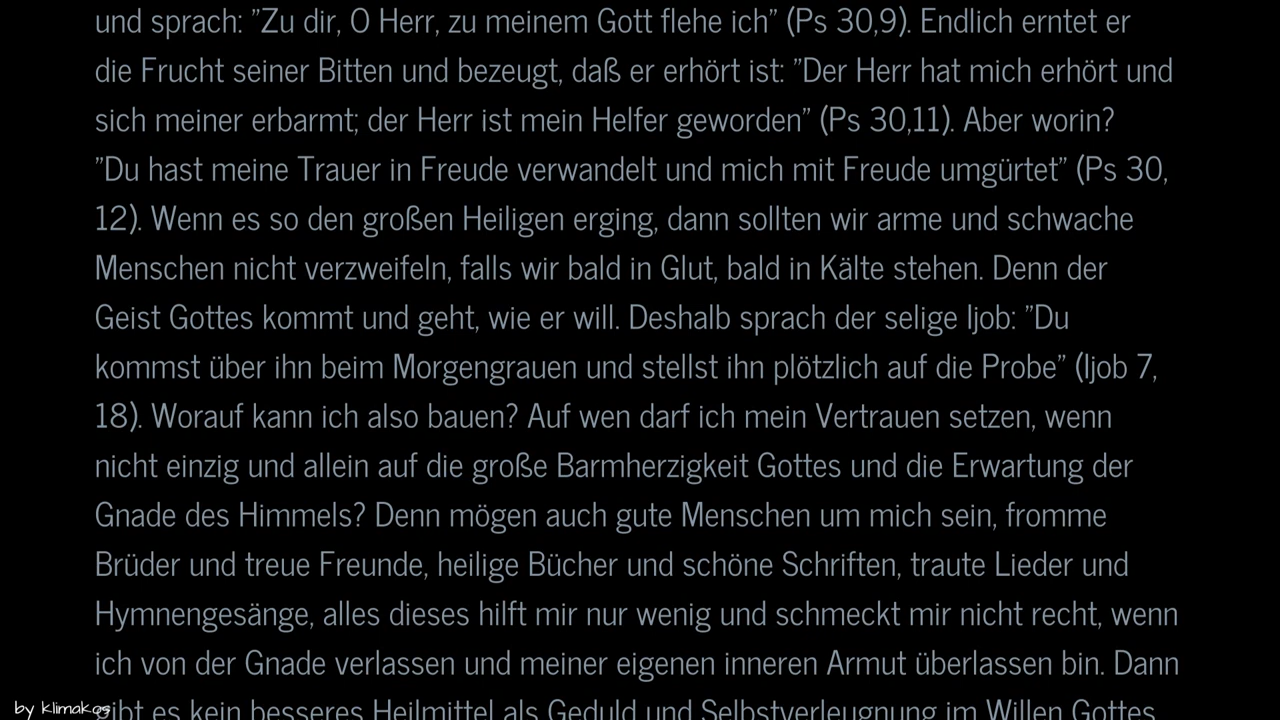 und sprach: ”Zu dir, O Herr, zu meinem Gott flehe ich” (Ps 30,9). Endlich erntet er
die Frucht seiner Bitten und bezeugt, daß er erhört ist: ”Der Herr hat mich erhört und
sich meiner erbarmt; der Herr ist mein Helfer geworden” (Ps 30,11). Aber worin?
”Du hast meine Trauer in Freude verwandelt und mich mit Freude umgürtet” (Ps 30,
12). Wenn es so den großen Heiligen erging, dann sollten wir arme und schwache
Menschen nicht verzweifeln, falls wir bald in Glut, bald in Kälte stehen. Denn der
Geist Gottes kommt und geht, wie er will. Deshalb sprach der selige Ijob: ”Du
kommst über ihn beim Morgengrauen und stellst ihn plötzlich auf die Probe” (Ijob 7,
18). Worauf kann ich also bauen? Auf wen darf ich mein Vertrauen setzen, wenn
nicht einzig und allein auf die große Barmherzigkeit Gottes und die Erwartung der
Gnade des Himmels? Denn mögen auch gute Menschen um mich sein, fromme
Brüder und treue Freunde, heilige Bücher und schöne Schriften, traute Lieder und
Hymnengesänge, alles dieses hilft mir nur wenig und schmeckt mir nicht recht, wenn
ich von der Gnade verlassen und meiner eigenen inneren Armut überlassen bin. Dann
gibt es kein besseres Heilmittel als Geduld und Selbstverleugnung im Willen Gottes
by klimakos